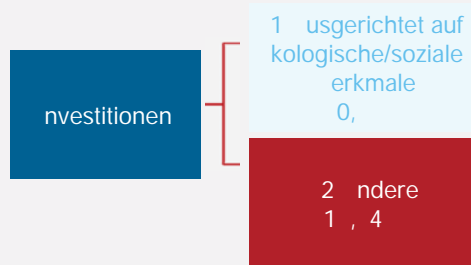 nvestitionen
1 usgerichtet auf
kologische/soziale
erkmale
0,
2 ndere
1 , 4